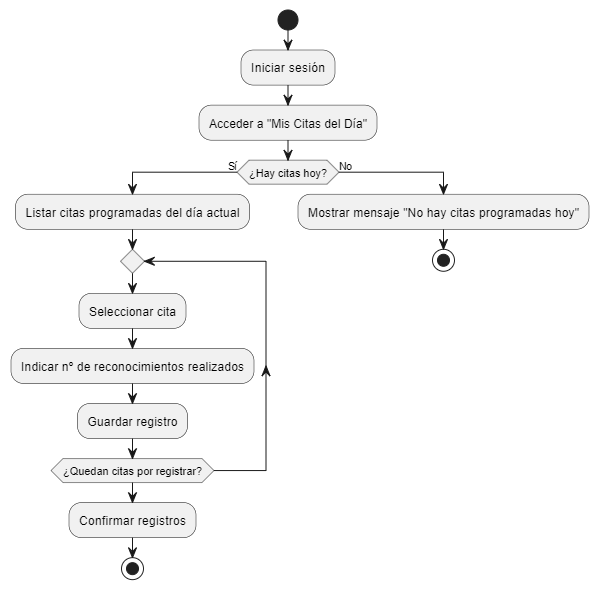 Iniciar sesión
Acceder a "Mis Citas del Día"
Sí
¿Hay citas hoy?
No
Listar citas programadas del día actual
Mostrar mensaje "No hay citas programadas hoy"
Seleccionar cita
Indicar nº de reconocimientos realizados
Guardar registro
¿Quedan citas por registrar?
Confirmar registros